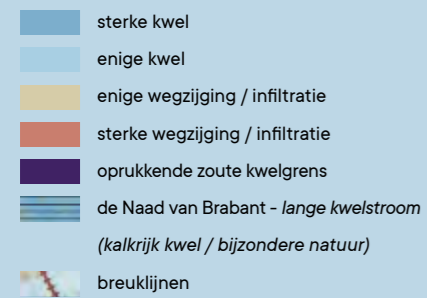 sterke kwel
enige kwel
enige wegzijging / infiltratie
sterke wegzijging / infiltratie
oprukkende zoute kwelgrens
de Naad van Brabant - lange kwelstroom
(kalkrijk kwel / bijzondere natuur)
breuklijnen